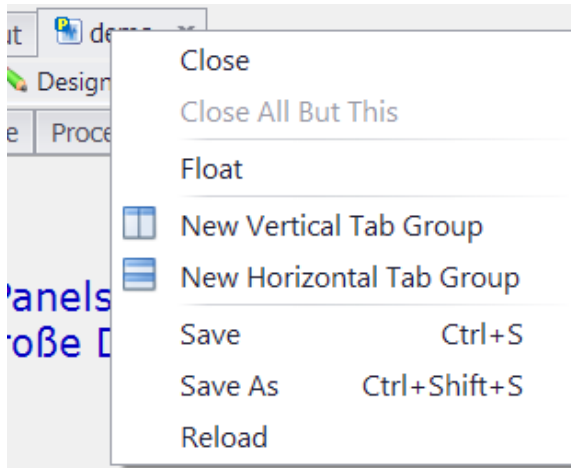 ut
Design
Proce
Close
Close All But This
Float
New Vertical Tab Group
New Horizontal Tab Group
Panels
roße D
Save Ctrl+S
Save As Ctrl+Shift+S
Reload